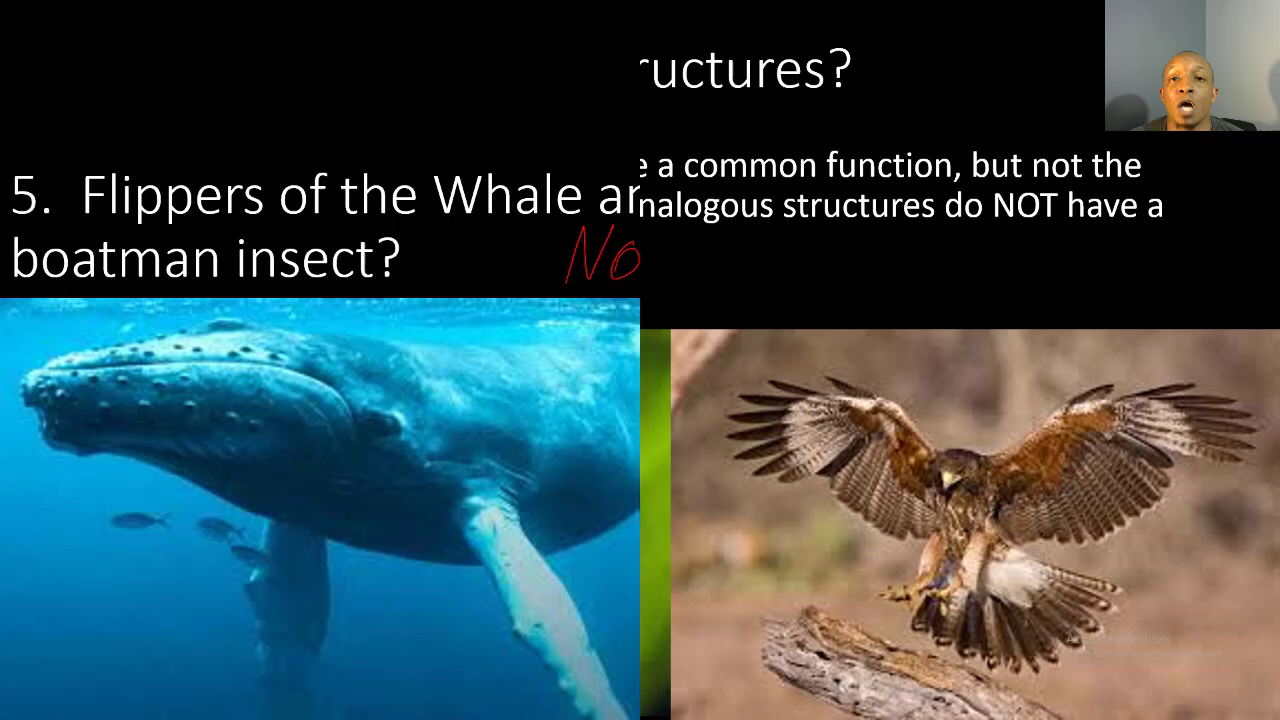 5. Flippers of the Whale
boatman insect?
No
ructures?
a common function, but not the
nalogous structures do NOT have a